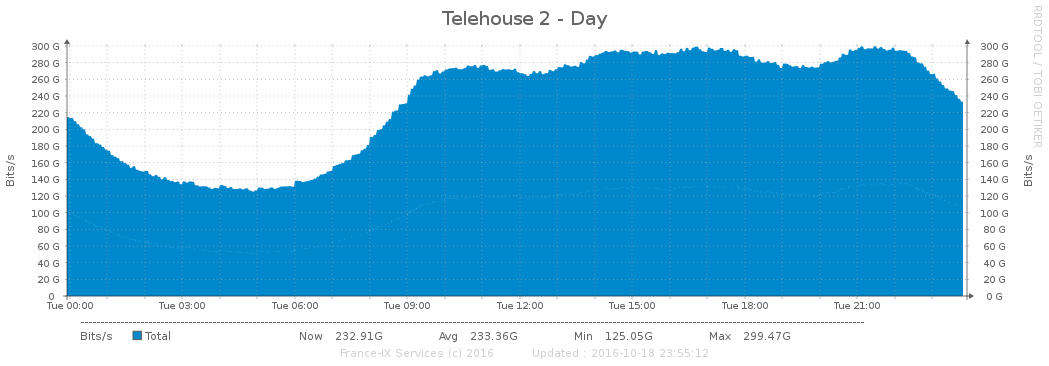 Telehouse 2 - Day
RRDTOOL / TOBI OETIKER
Bits/s
300 G
280 G
260 G
240 G
220 G
200 G
180 G
160 G
140 G
120 G
100 G
80 G
60 G
40 G
20 G
0
300 G
280 G
260 G
240 G
220 G
200 G
180 G
160 G
140 G
120 G
100 G
80 G
60 G
40 G
20 G
0 G
Bits/s
Tue 00:00 Tue 03:00 Tue 06:00 Tue 09:00 Tue 12:00 Tue 15:00 Tue 18:00 Tue 21:00
Bits/s Total Now 232.91G Avg 233.36G Min 125.05G Max 299.47G
France-IX Services (c) 2016 Updated : 2016-10-18 23:55:12